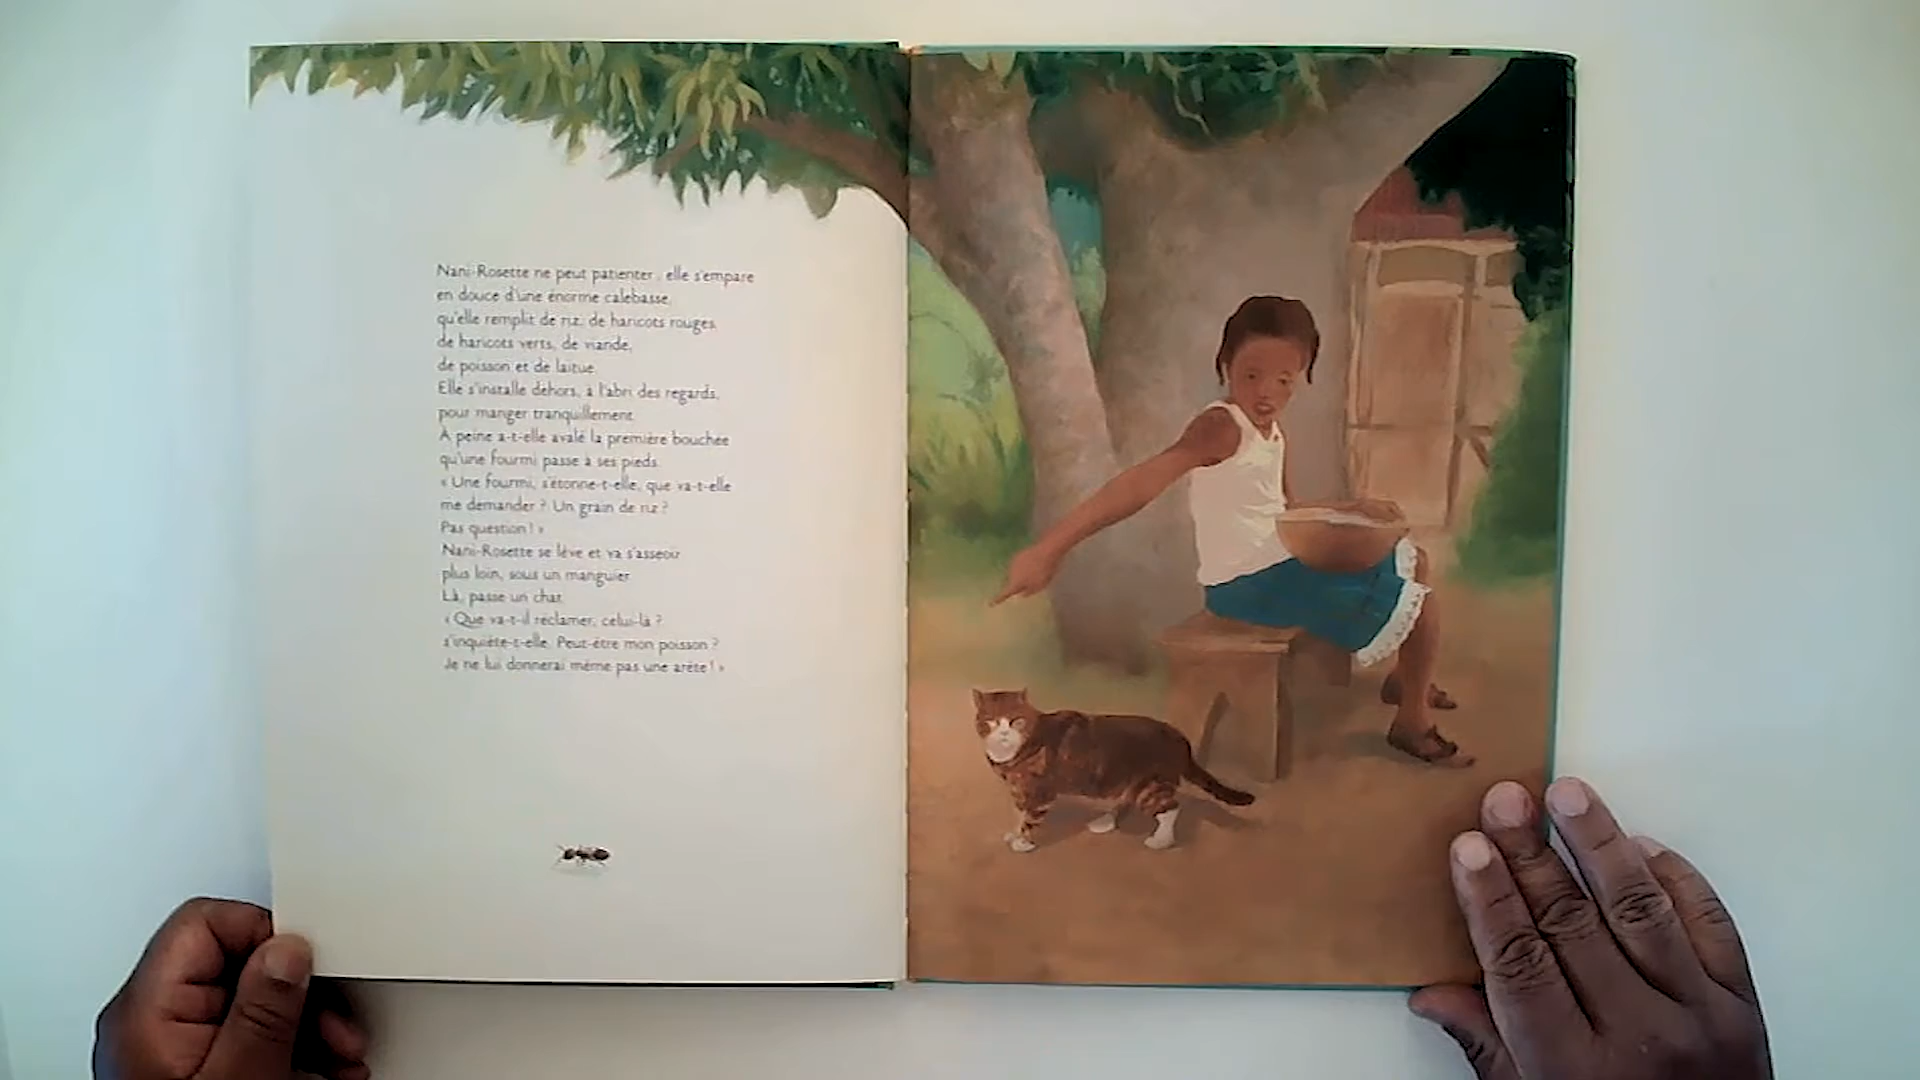 Nani-Rosette ne peut patienter : elle s'empare
en douce d'une énorme calebasse,
qu'elle remplit de riz, de haricots rouges,
de haricots verts, de viande,
de poisson et de laitue.
Elle s'installe dehors, à l'abri des regards,
pour manger tranquillement.
À peine a-t-elle avalé la première bouchée
qu'une fourmi passe à ses pieds.
« Une fourmi, s'étonne-t-elle, que va-t-elle
me demander ? Un grain de riz ?
Pas question ! »
Nani-Rosette se lève et va s'asseoir
plus loin, sous un manguier.
Là, passe un chat.
« Que va-t-il réclamer, celui-là ?
s'inquiète-t-elle. Peut-être mon poisson ?
Je ne lui donnerai même pas une arête ! »